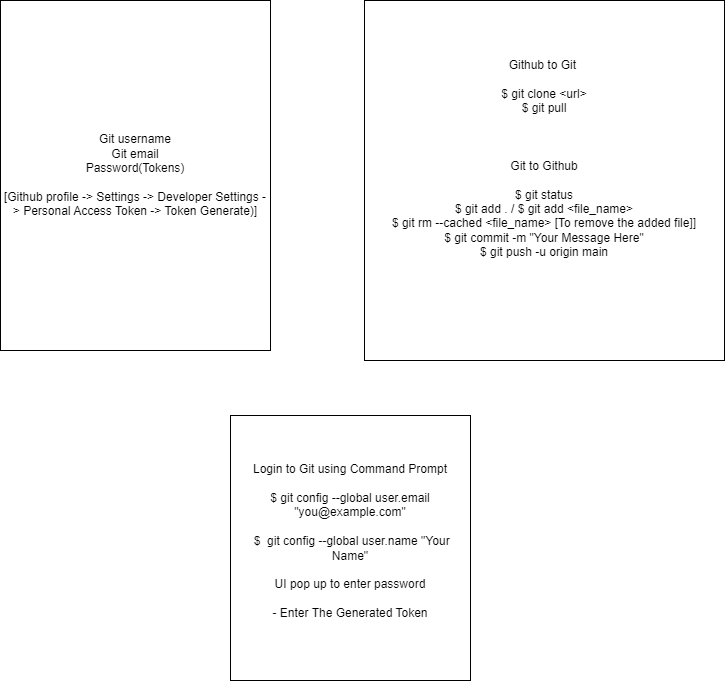 Git username
Git email
Password(Tokens)
[Github profile -> Settings -> Developer Settings -
> Personal Access Token -> Token Generate)]
Github to Git
$ git clone <url>
$ git pull
Git to Github
$ git status
$ git add . / $ git add <file_name>
$ git rm --cached <file_name> [To remove the added file]]
$ git commit -m "Your Message Here"
$ git push -u origin main
Login to Git using Command Prompt
$ git config --global user.email
"you@example.com"
$  git config --global user.name "Your
Name"
UI pop up to enter password
- Enter The Generated Token